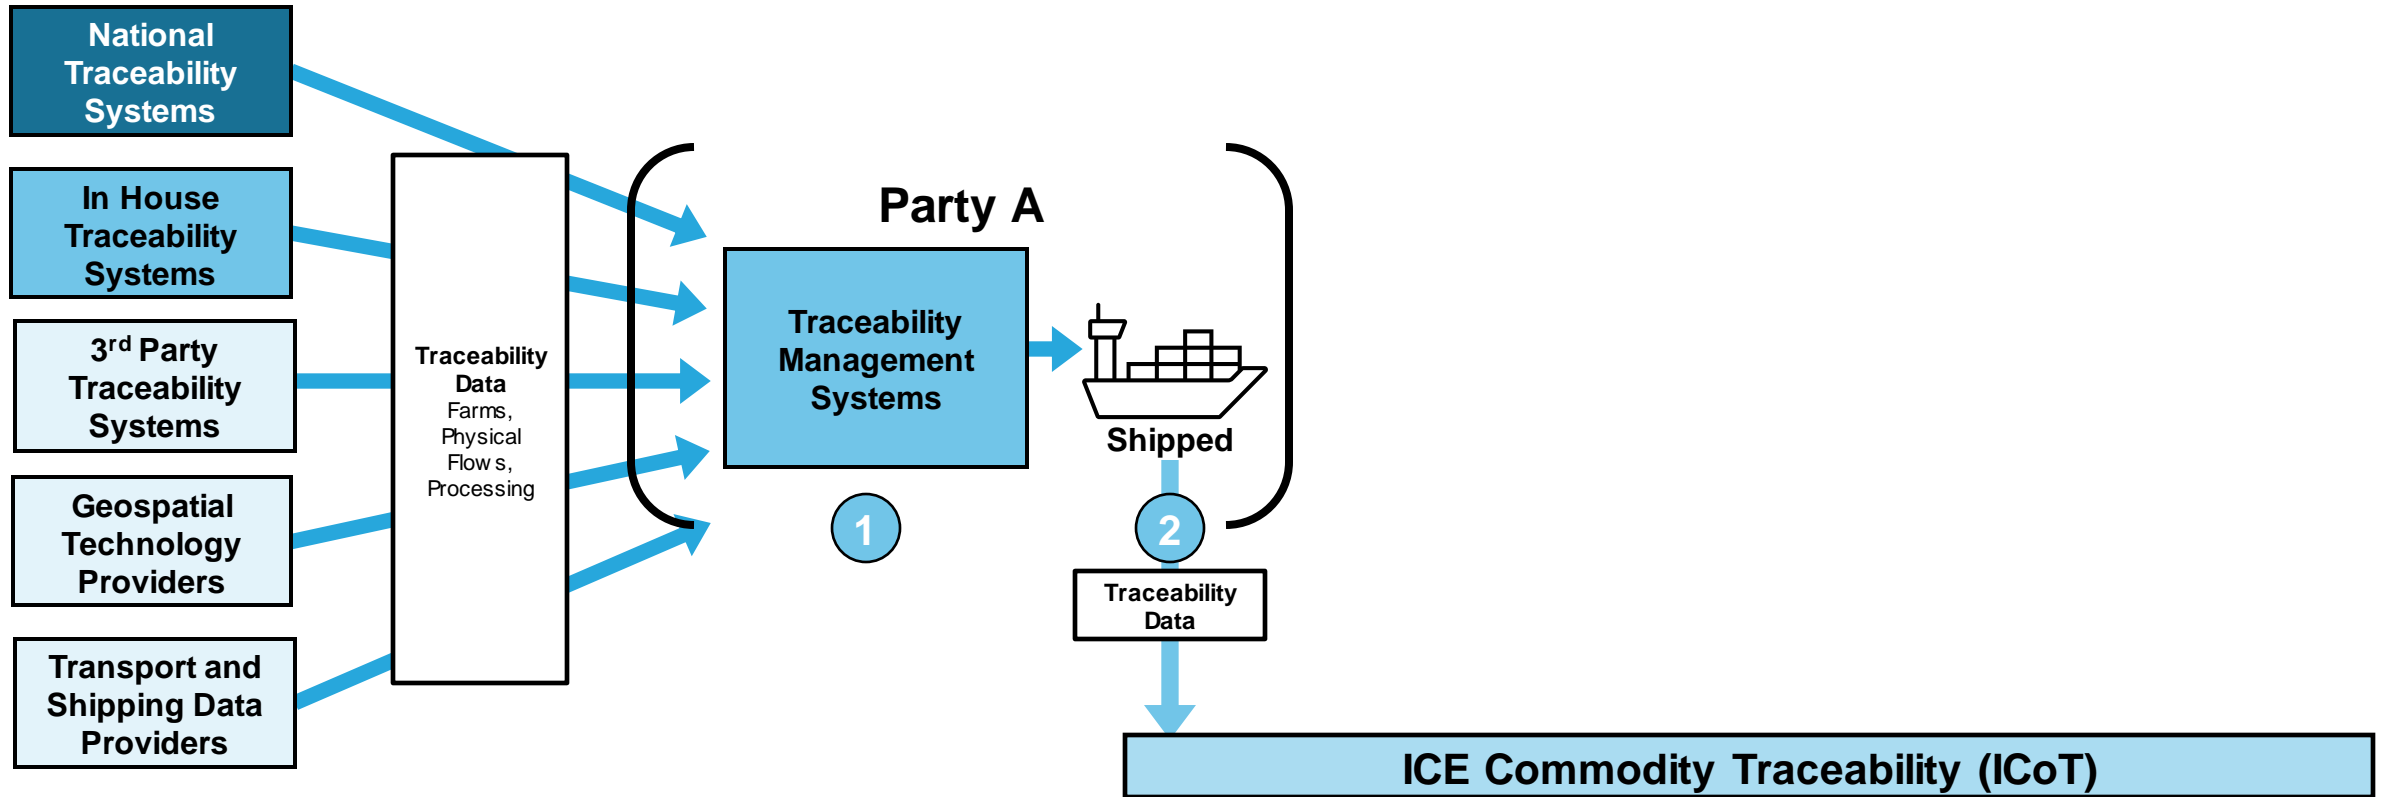 National
Traceability
Systems
In House
Traceability
Systems
3rd Party
Traceability
Systems
Geospatial
Technology
Providers
Transport and
Shipping Data
Providers
Traceability
Data
Farms,
Physical
Flows,
Processing
Party A
Traceability
Management
Systems
Shipped
1
2
Traceability
Data
ICE Commodity Traceability (ICoT)